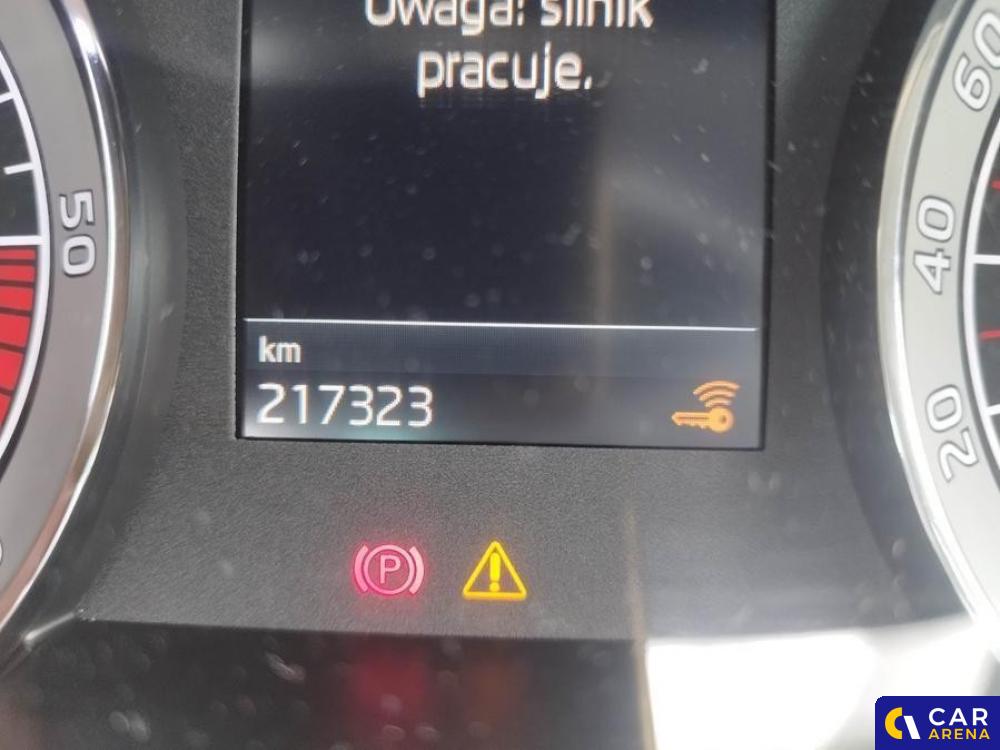 Uwaga: silnik
pracuje.
50
60
40
20
km
217323
P
CAR
ARENA